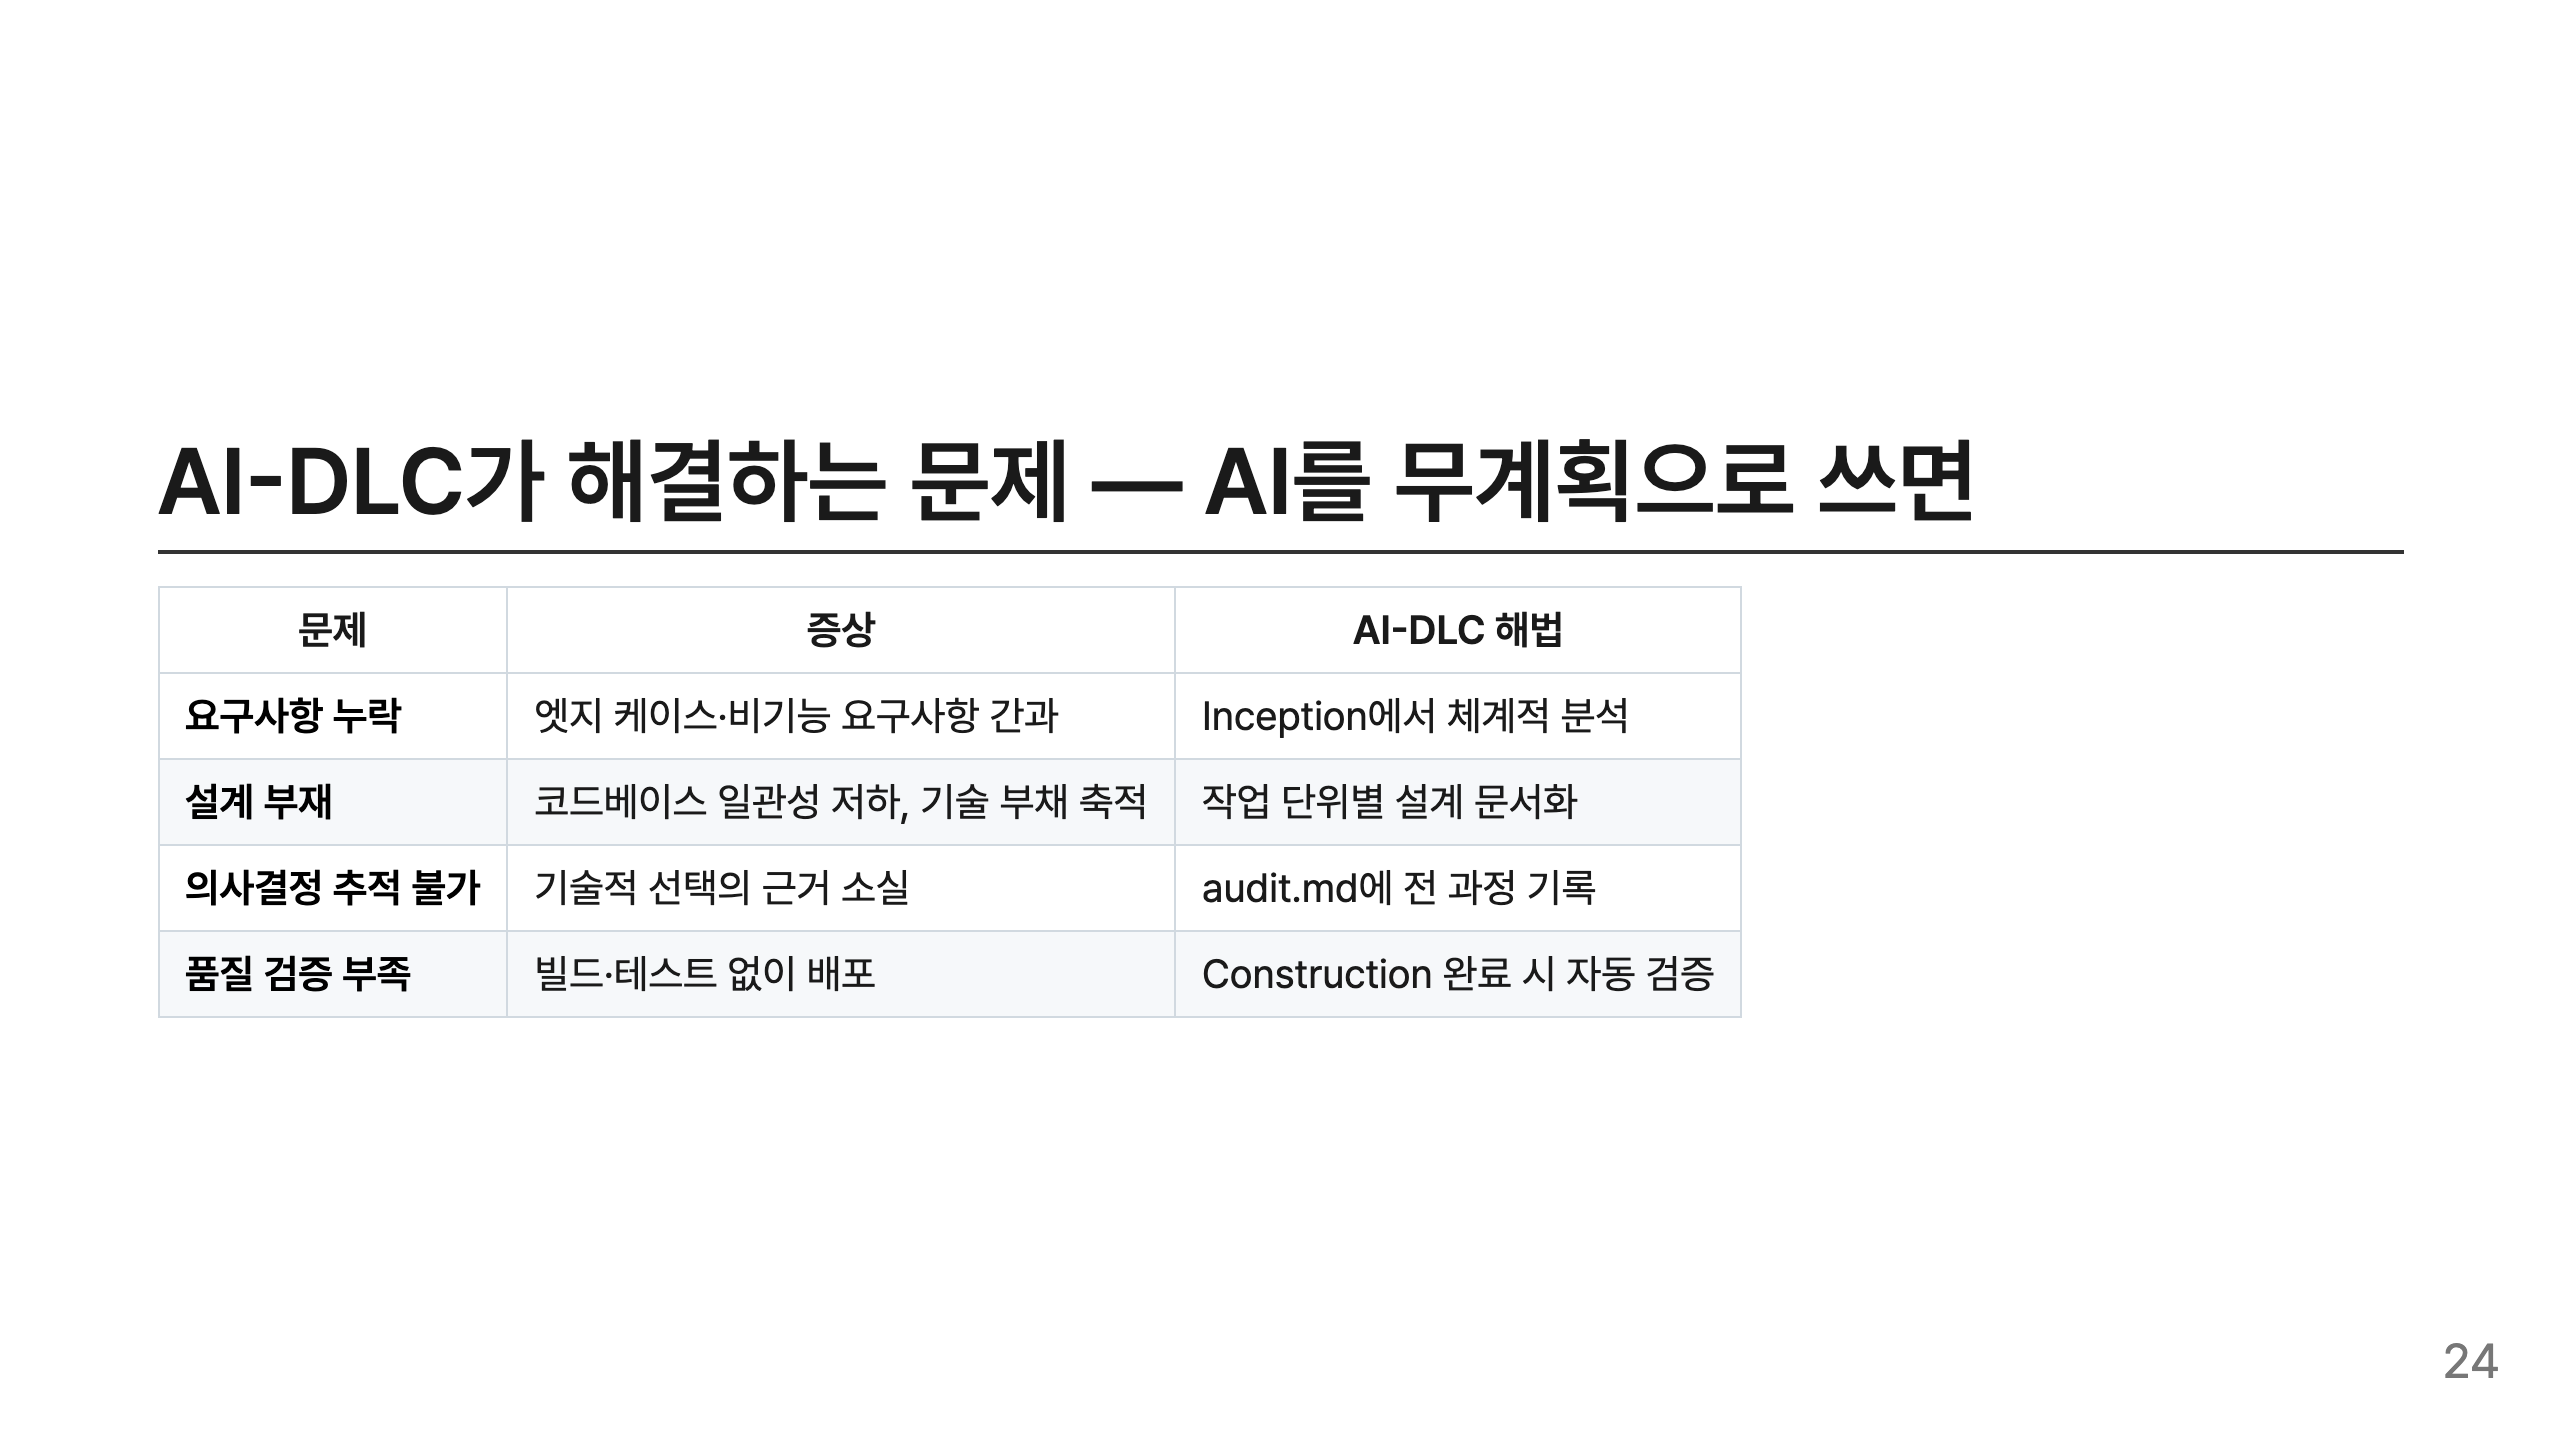 AI-DLC가 해결하는 문제 — AI를 무계획으로 쓰면
문제 증상 AI-DLC 해법
요구사항 누락 엣지 케이스·비기능 요구사항 간과 Inception에서 체계적 분석
설계 부재 코드베이스 일관성 저하, 기술 부채 축적 작업 단위별 설계 문서화
의사결정 추적 불가 기술적 선택의 근거 소실 audit.md에 전 과정 기록
품질 검증 부족 빌드·테스트 없이 배포 Construction 완료 시 자동 검증
24